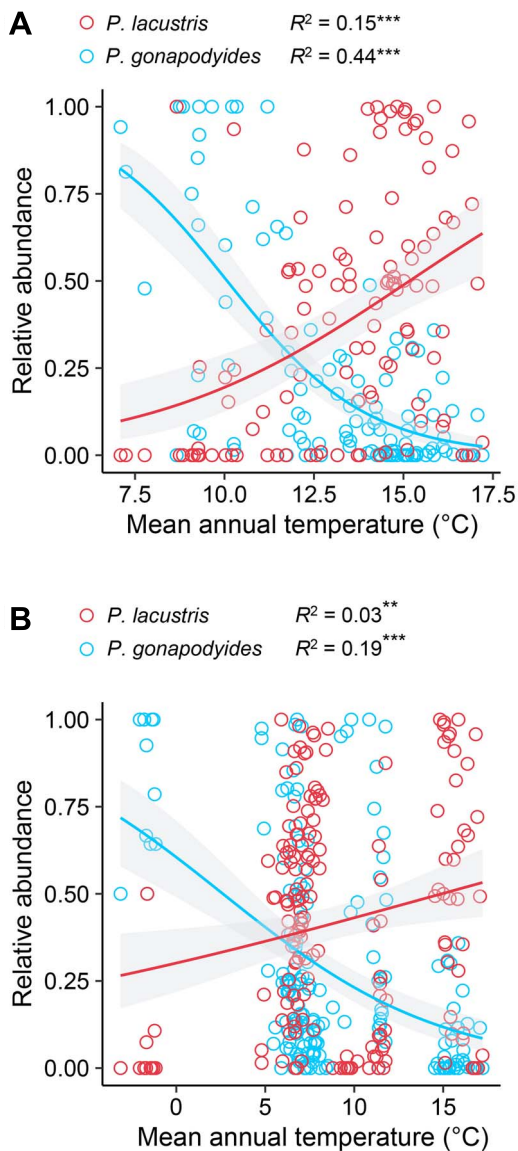 A
P. lacustris R² = 0.15***
P. gonapodyides R² = 0.44***
Relative abundance
1.00
0.75
0.50
0.25
0.00
7.5 10.0 12.5 15.0 17.5
Mean annual temperature (°C)
B
P. lacustris R² = 0.03**
P. gonapodyides R² = 0.19***
Relative abundance
1.00
0.75
0.50
0.25
0.00
0 5 10 15
Mean annual temperature (°C)